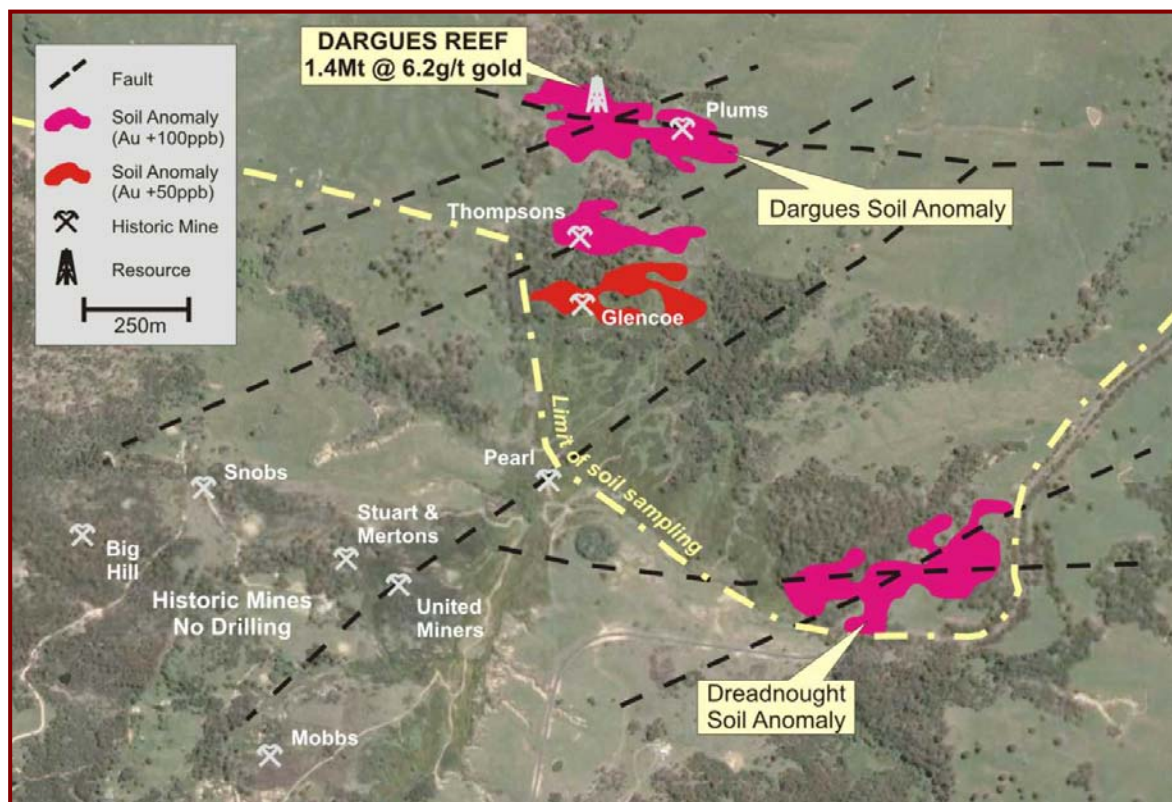 Fault
Soil Anomaly
(Au +100ppb)
Soil Anomaly
(Au +50ppb)
Historic Mine
Resource
250m
DARGUES REEF
1.4Mt @ 6.2g/t gold
Plums
Dargues Soil Anomaly
Thompsons
Glencoe
Limit of soil sampling
Pearl
Snobs
Stuart &
Mertons
Big
Hill
Historic Mines
No Drilling
United
Miners
Mobbs
Dreadnought
Soil Anomaly